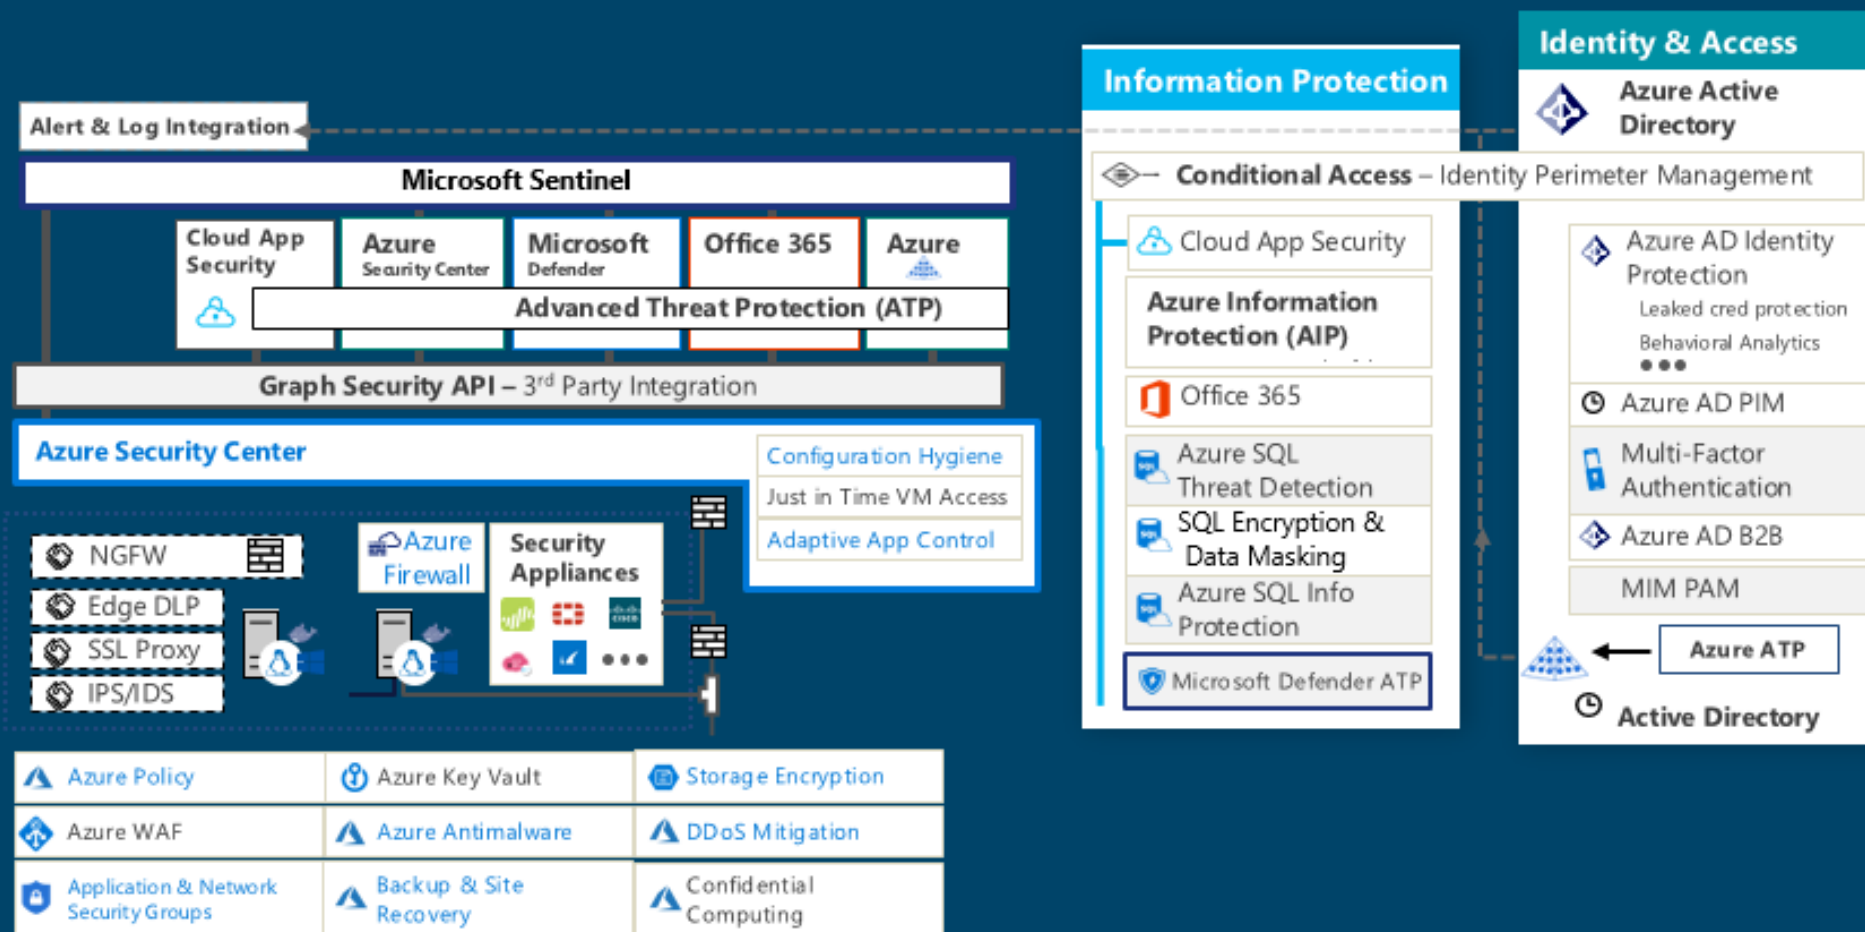 Alert & Log Integration
Microsoft Sentinel
Cloud App
Security
Azure
Security Center
Microsoft
Defender
Office 365
Azure
Advanced Threat Protection (ATP)
Graph Security API – 3rd Party Integration
Azure Security Center
Configuration Hygiene
Just in Time VM Access
Adaptive App Control
NGFW
Edge DLP
SSL Proxy
IPS/IDS
Azure
Firewall
Security
Appliances
CISCO
Azure Policy
Azure Key Vault
Storage Encryption
Azure WAF
Azure Antimalware
DDoS Mitigation
Application & Network
Security Groups
Backup & Site
Recovery
Confidential
Computing
Information Protection
Conditional Access – Identity Perimeter Management
Cloud App Security
Azure Information
Protection (AIP)
Office 365
SQL
Azure SQL
Threat Detection
SQL
SQL Encryption &
Data Masking
SQL
Azure SQL Info
Protection
Microsoft Defender ATP
Identity & Access
Azure Active
Directory
Azure AD Identity
Protection
Leaked cred protection
Behavioral Analytics
Azure AD PIM
Multi-Factor
Authentication
Azure AD B2B
MIM PAM
Azure ATP
Active Directory